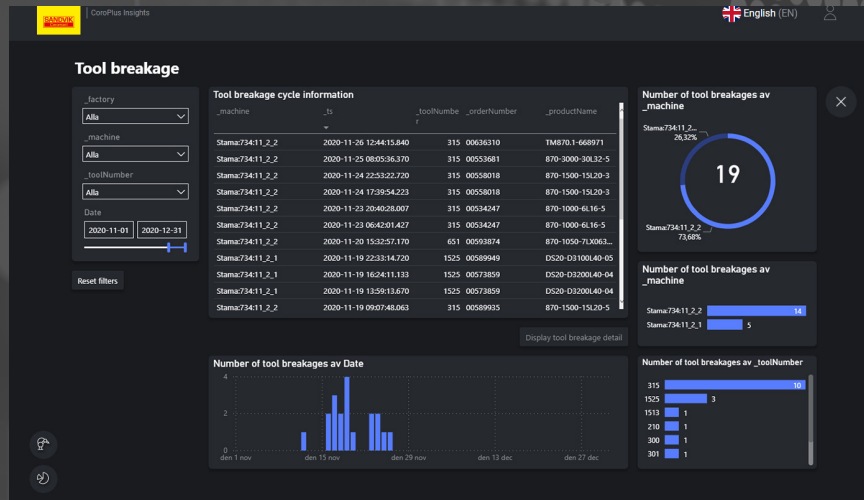 SANDVIK
CoroPlus Insights
English (EN)
Tool breakage
_factory
Alla
_machine
Alla
_toolNumber
Alla
Date
2020-11-01 2020-12-31
Reset filters
Tool breakage cycle information
_machine _ts _toolNumbe _orderNumber _productName
r
Stama:734:11_2_2 2020-11-26 12:44:15.840 315 00636310 TM870.1-668971
Stama:734:11_2_2 2020-11-25 08:05:36.370 315 00553681 870-3000-30L32-5
Stama:734:11_2_2 2020-11-24 22:53:22.720 315 00558018 870-1500-15L20-3
Stama:734:11_2_2 2020-11-24 17:39:54.223 315 00558018 870-1500-15L20-3
Stama:734:11_2_2 2020-11-23 20:40:28.007 315 00534247 870-1000-6L16-5
Stama:734:11_2_2 2020-11-23 06:42:01.427 315 00534247 870-1000-6L16-5
Stama:734:11_2_2 2020-11-20 15:32:57.170 651 00593874 870-1050-7LX063...
Stama:734:11_2_1 2020-11-19 22:33:14.720 1525 00589949 DS20-D3100L40-05
Stama:734:11_2_1 2020-11-19 16:24:11.133 1525 00573859 DS20-D3200L40-04
Stama:734:11_2_1 2020-11-19 13:59:13.670 1525 00573859 DS20-D3200L40-04
Stama:734:11_2_2 2020-11-19 09:07:48.063 315 00589935 870-1500-15L20-5
Display tool breakage detail
Number of tool breakages av Date
4
2
0
den 1 nov den 15 nov den 29 nov den 13 dec den 27 dec
Number of tool breakages av
_machine
Stama:734:11_2...
26,32%
19
Stama:734:11_2_2
73,68%
Number of tool breakages av
_machine
Stama:734:11_2_2 14
Stama:734:11_2_1 5
Number of tool breakages av _toolNumber
315 10
1525 3
1513 1
210 1
300 1
301 1